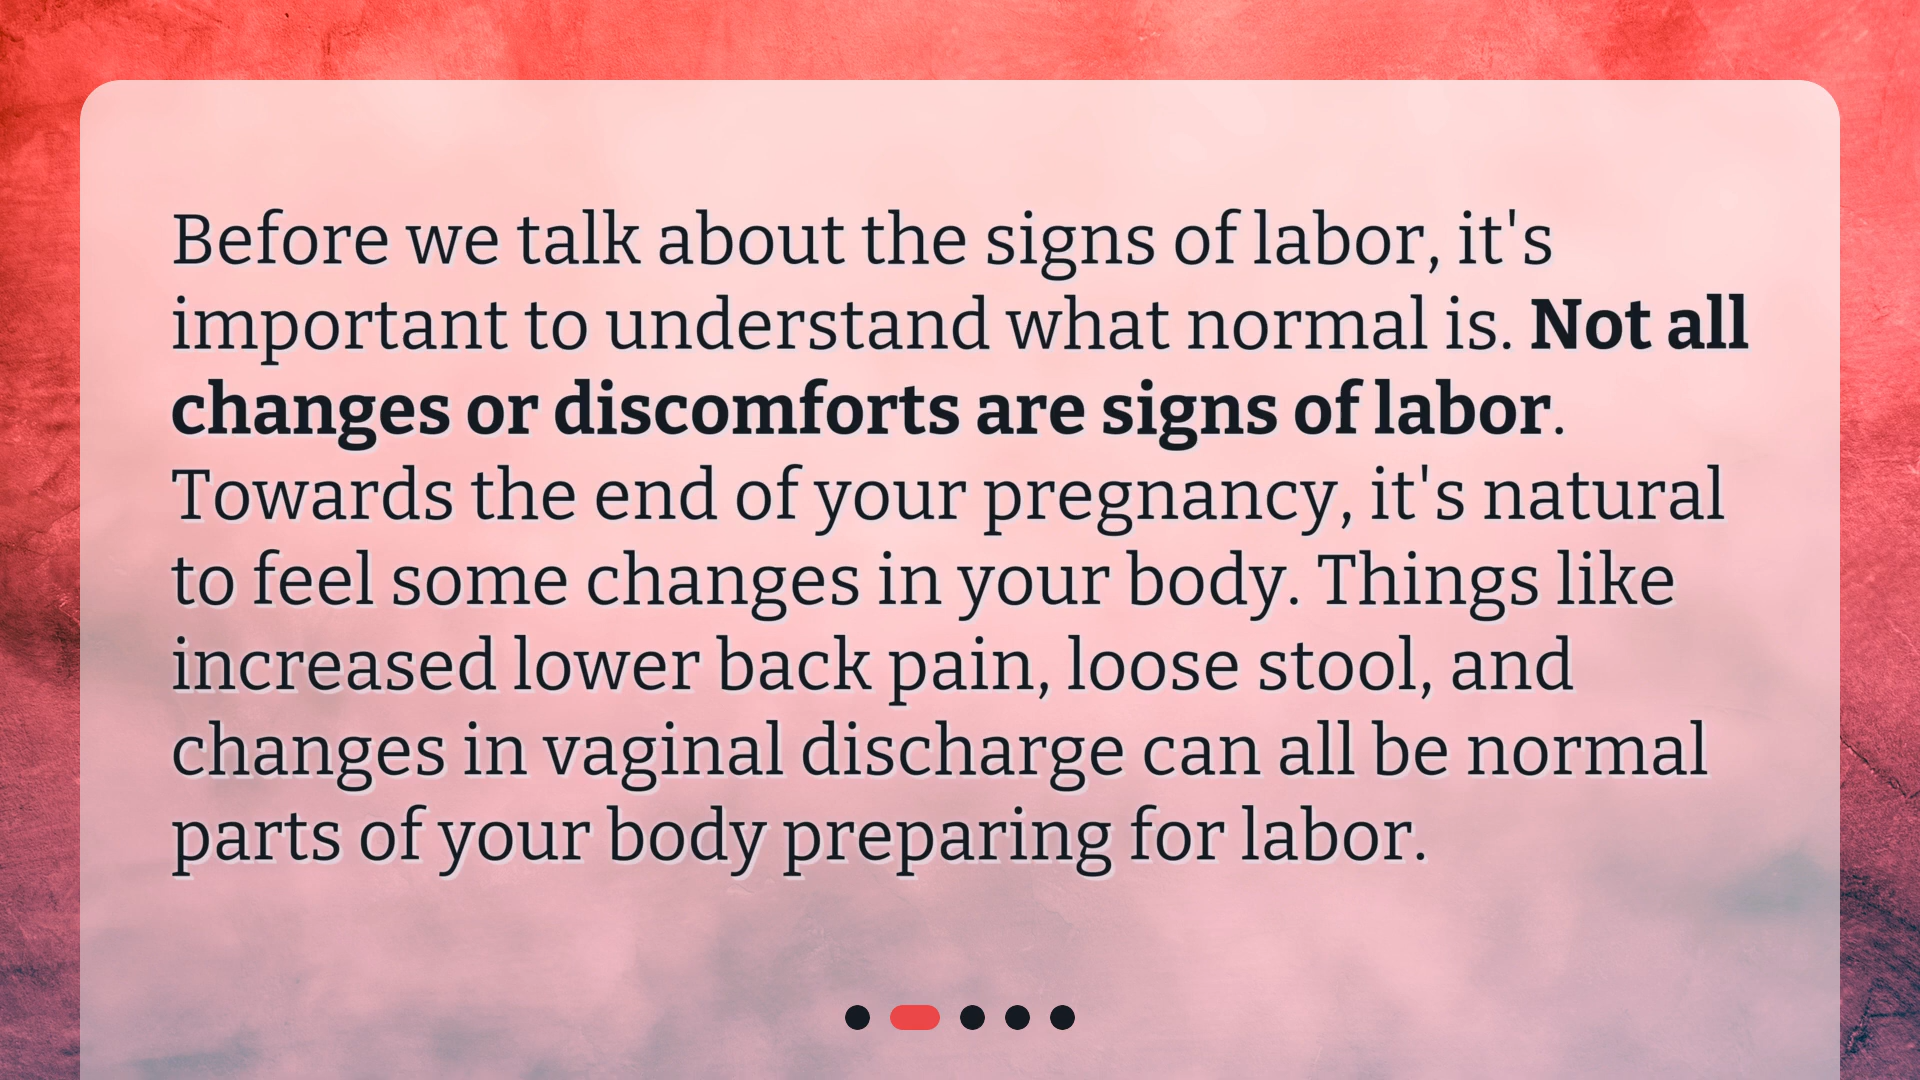 Before we talk about the signs of labor, it's
important to understand what normal is. Not all
changes or discomforts are signs of labor.
Towards the end of your pregnancy, it's natural
to feel some changes in your body. Things like
increased lower back pain, loose stool, and
changes in vaginal discharge can all be normal
parts of your body preparing for labor.